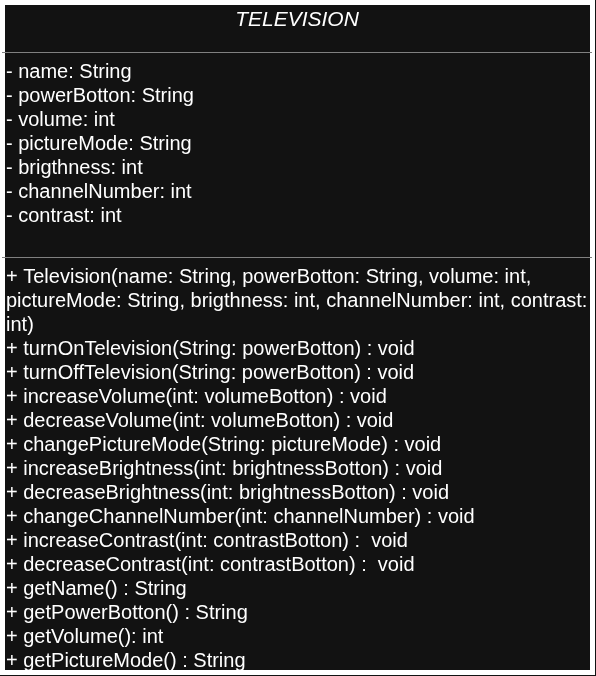 TELEVISION
- name: String
- powerBotton: String
- volume: int
- pictureMode: String
- brigthness: int
- channelNumber: int
- contrast: int
+ Television(name: String, powerBotton: String, volume: int,
pictureMode: String, brigthness: int, channelNumber: int, contrast:
int)
+ turnOnTelevision(String: powerBotton) : void
+ turnOffTelevision(String: powerBotton) : void
+ increaseVolume(int: volumeBotton) : void
+ decreaseVolume(int: volumeBotton) : void
+ changePictureMode(String: pictureMode) : void
+ increaseBrightness(int: brightnessBotton) : void
+ decreaseBrightness(int: brightnessBotton) : void
+ changeChannelNumber(int: channelNumber) : void
+ increaseContrast(int: contrastBotton) :  void
+ decreaseContrast(int: contrastBotton) :  void
+ getName() : String
+ getPowerBotton() : String
+ getVolume(): int
+ getPictureMode() : String